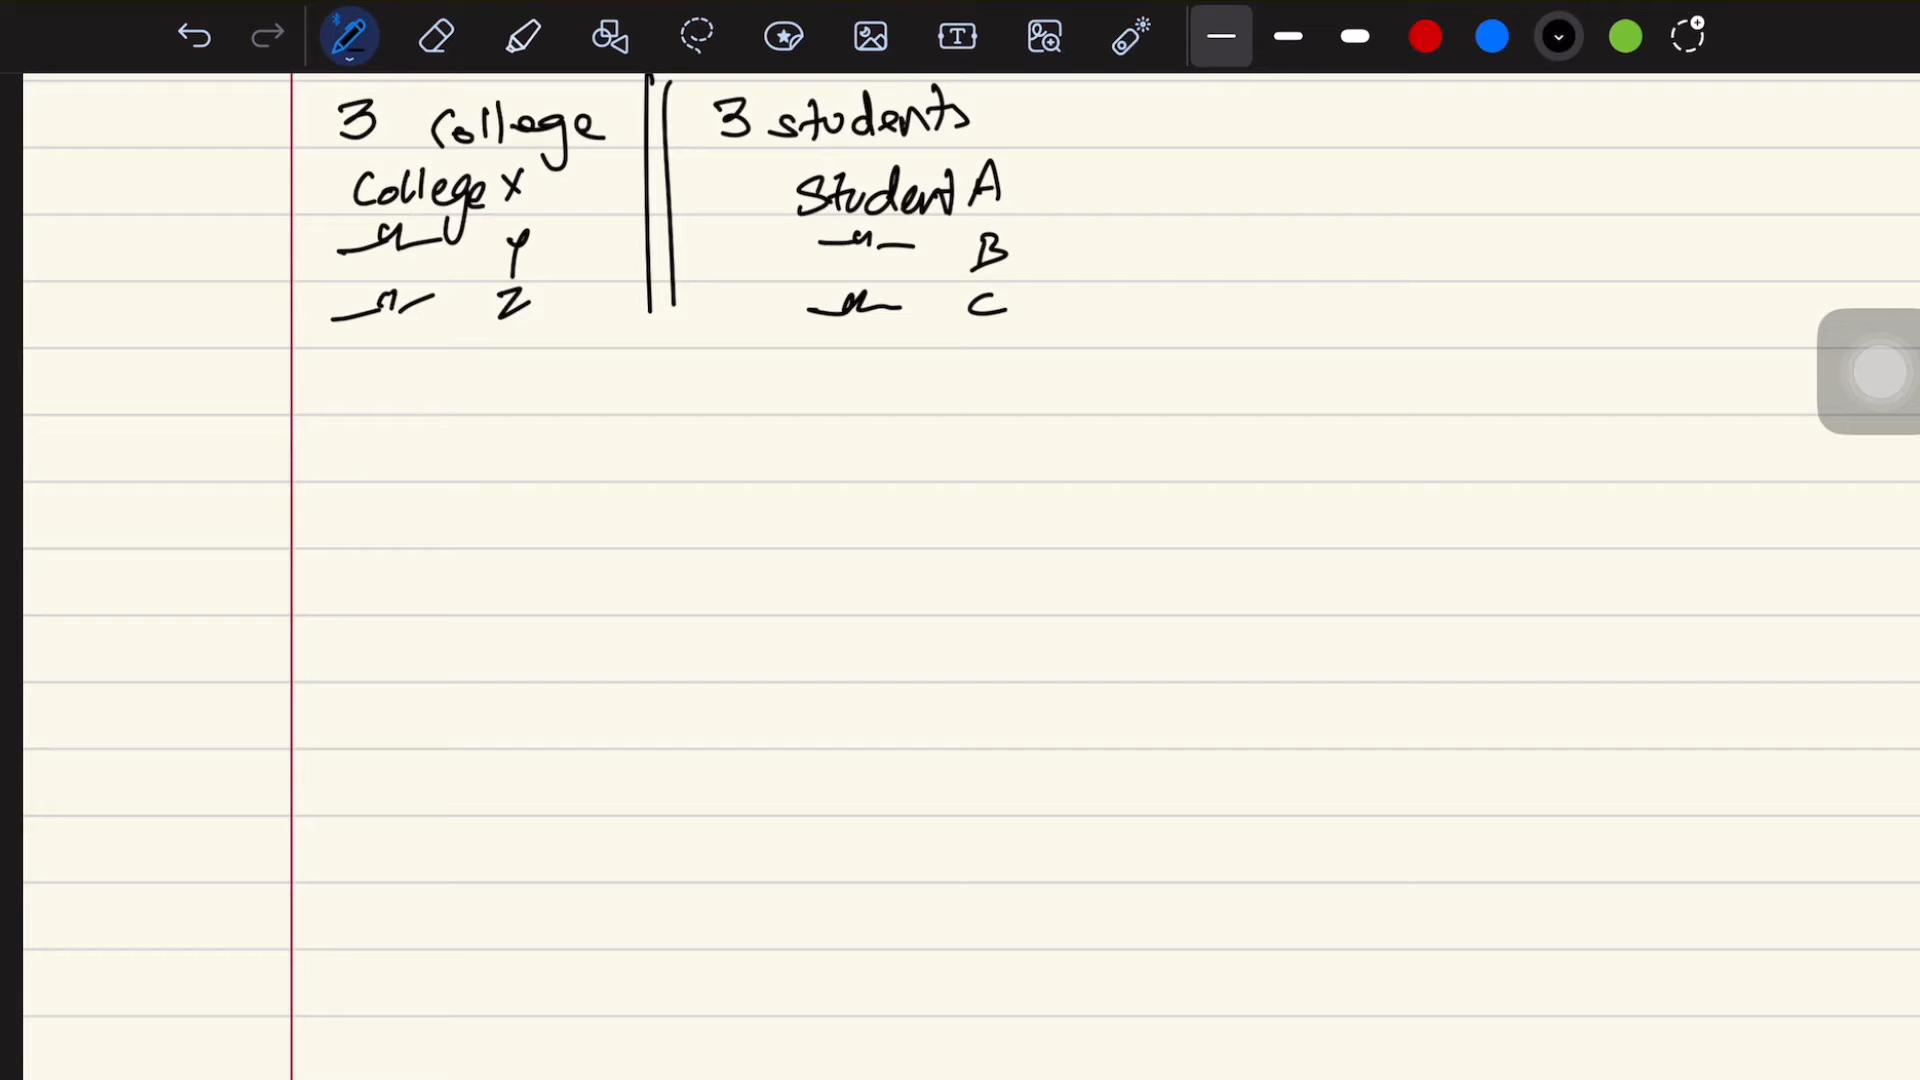 3 College
College X
—〃— Y
—〃— Z
3 students
Student A
—〃— B
—〃— C